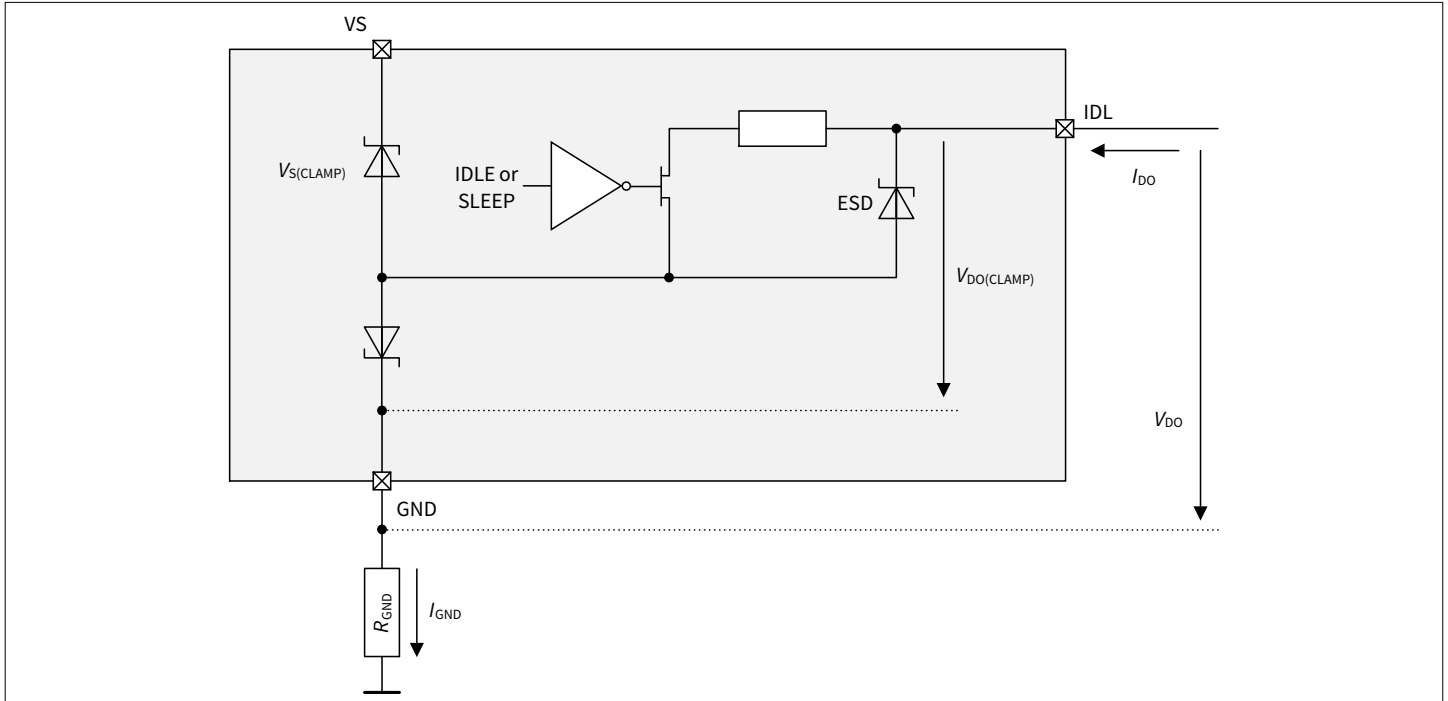 VS
IDL
VS(CLAMP)
IDLE or
SLEEP
IDO
ESD
VDO(CLAMP)
VDO
GND
RGND
IGND